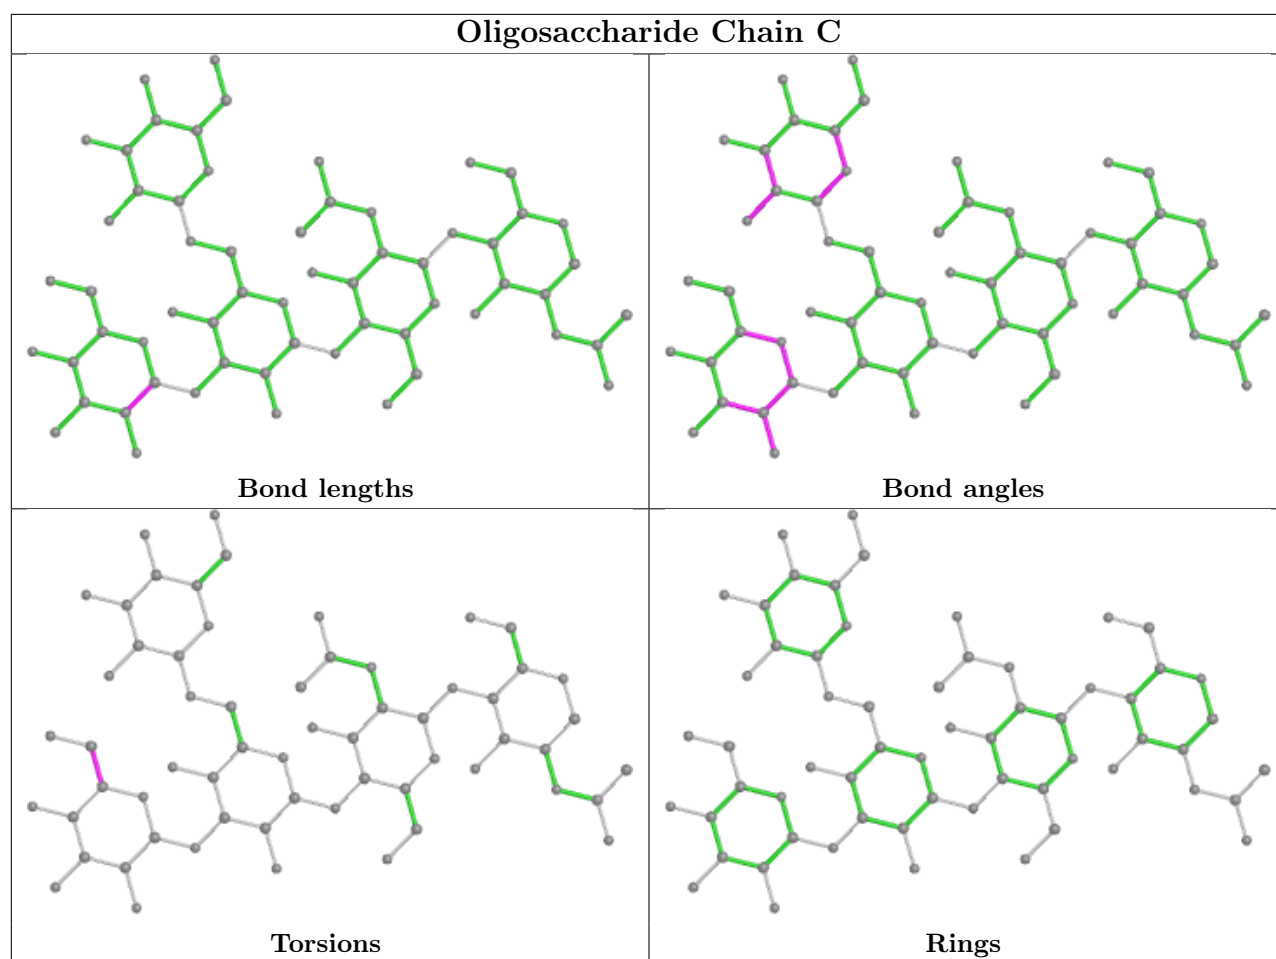 Oligosaccharide Chain C
Bond lengths
Bond angles
Torsions
Rings